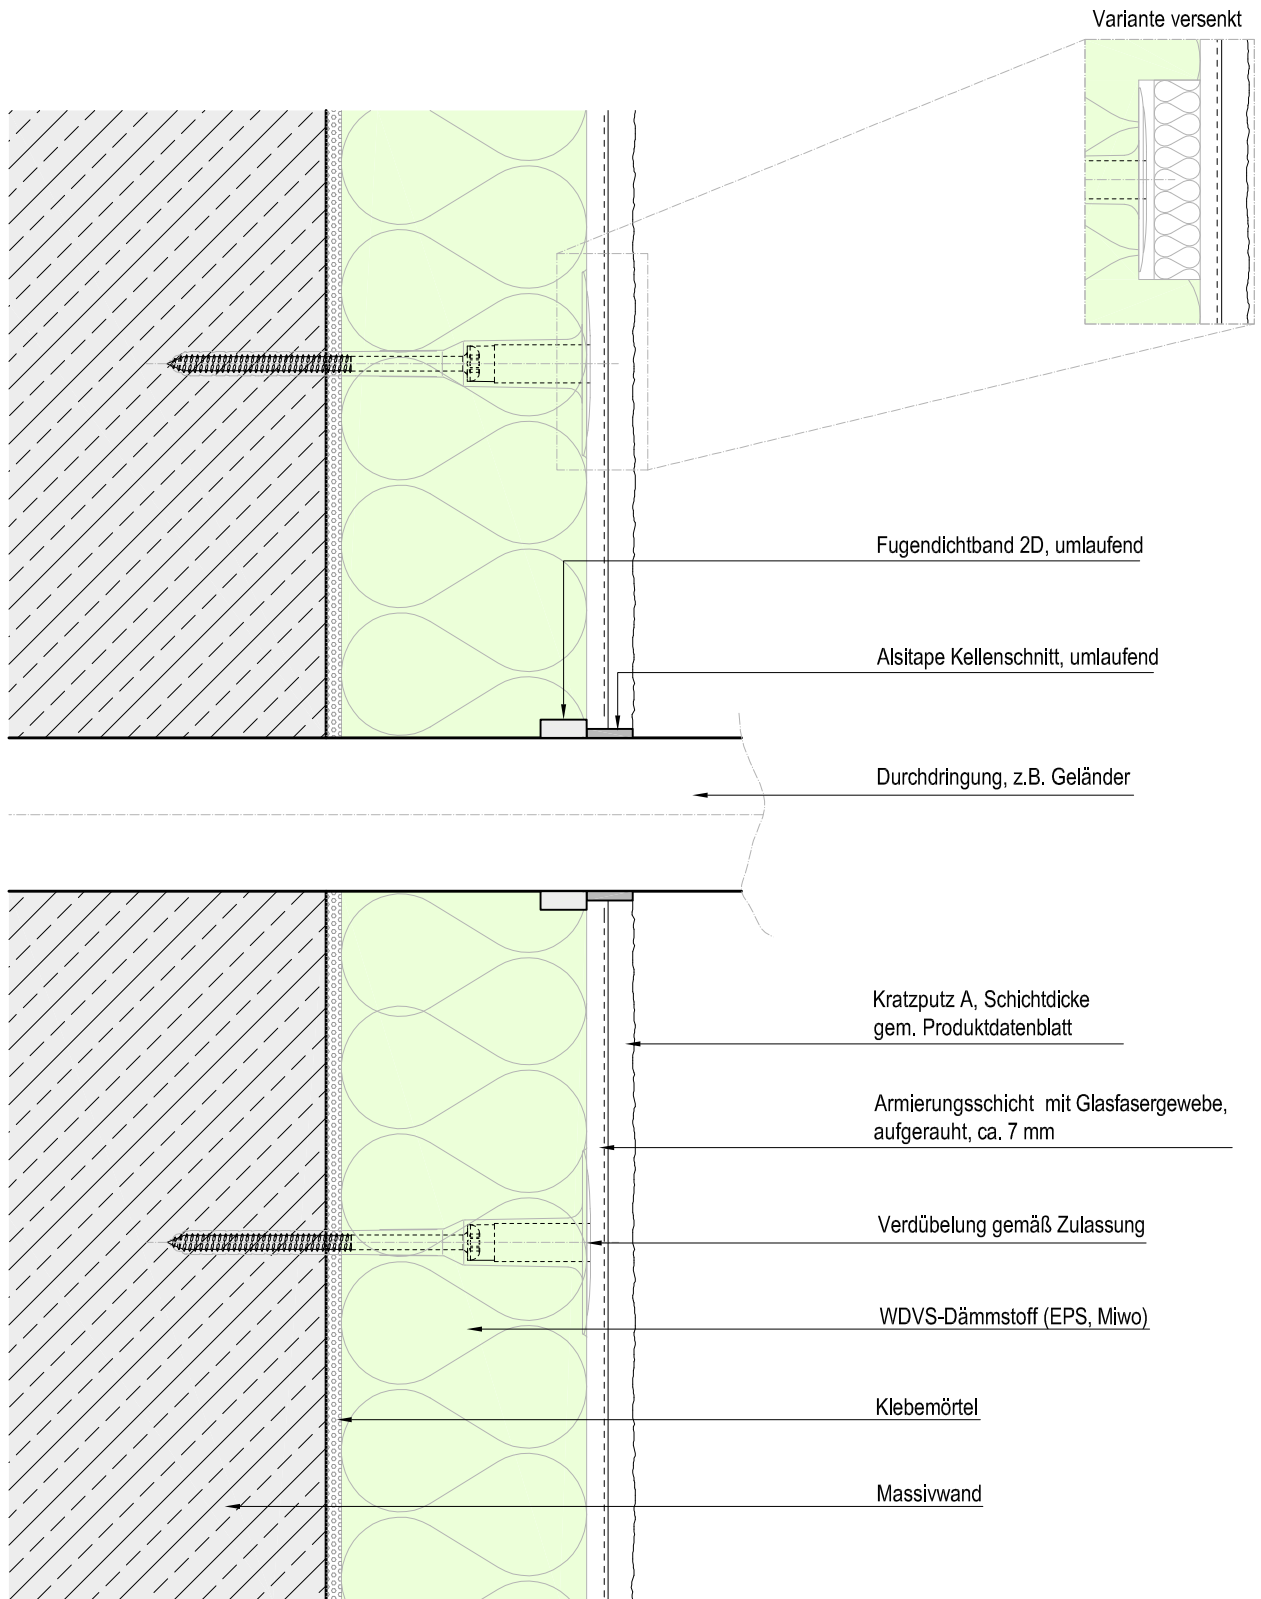 Variante versenkt
Fugendichtband 2D, umlaufend
Alsitape Kellenschnitt, umlaufend
Durchdringung, z.B. Geländer
Kratzputz A, Schichtdicke
gem. Produktdatenblatt
Armierungsschicht mit Glasfasergewebe,
aufgerauht, ca. 7 mm
Verdübelung gemäß Zulassung
WDVS-Dämmstoff (EPS, Miwo)
Klebemörtel
Massivwand